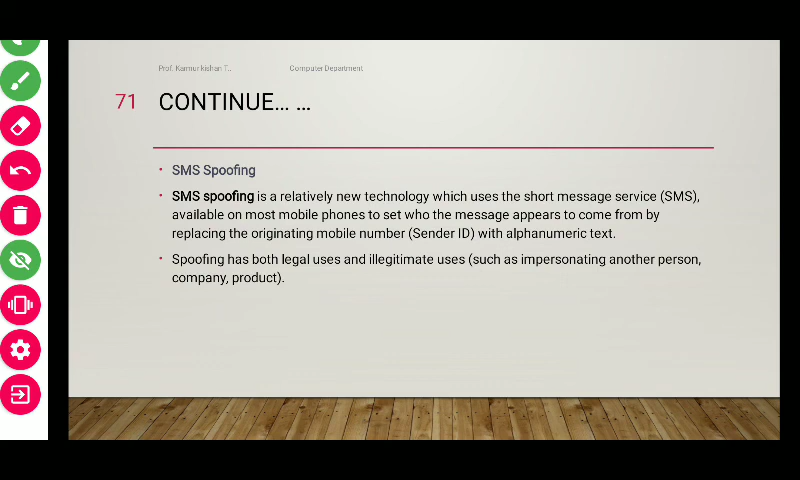 Prof. Karmur kishan T.. Computer Department
71 CONTINUE… …
• SMS Spoofing
• SMS spoofing is a relatively new technology which uses the short message service (SMS),
available on most mobile phones to set who the message appears to come from by
replacing the originating mobile number (Sender ID) with alphanumeric text.
• Spoofing has both legal uses and illegitimate uses (such as impersonating another person,
company, product).